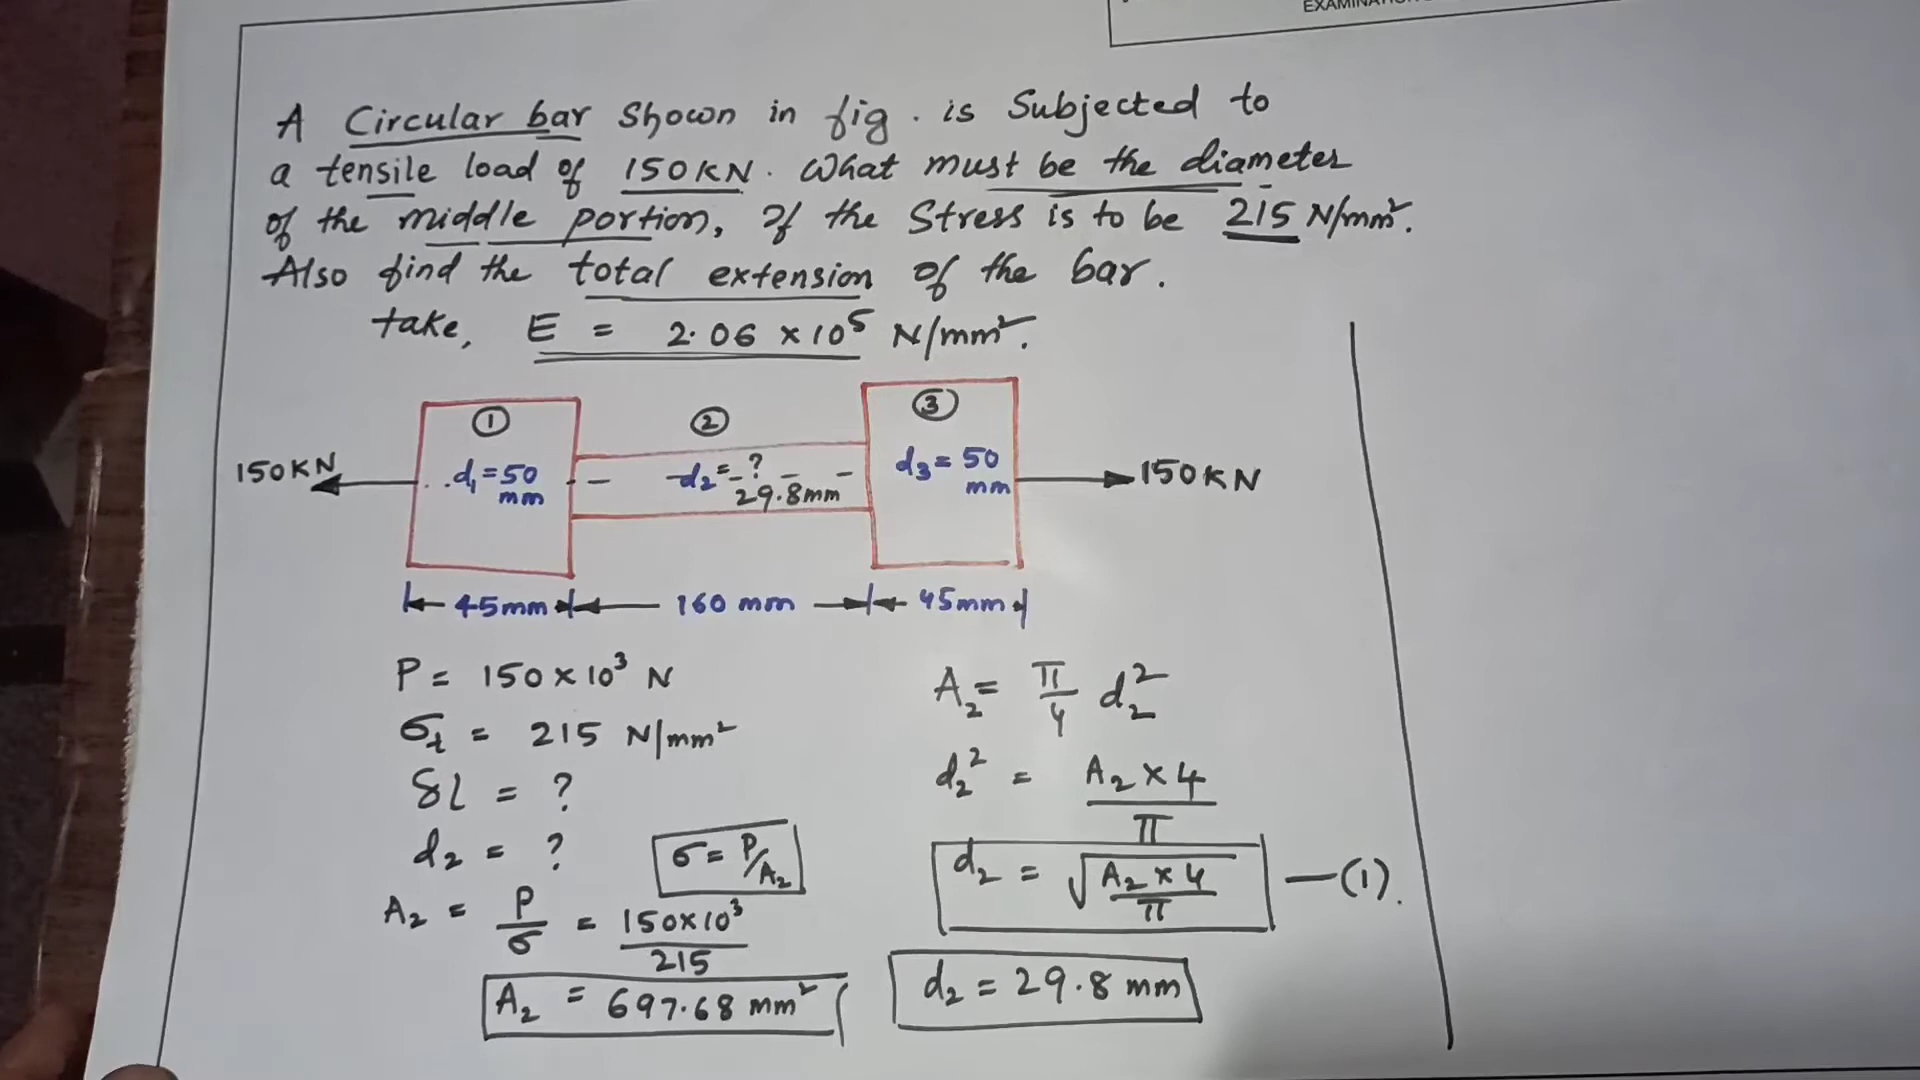 EXAMINATION
A Circular bar Shown in fig. is Subjected to
a tensile load of 150KN. What must be the diameter
of the middle portion, If the Stress is to be 215 N/mm².
Also find the total extension of the bar.
take, E = 2.06 × 10⁵ N/mm².
① ② ③
150KN d₁ = 50 mm d₂ = ? 29.8mm d₃ = 50 mm 150KN
45mm 160 mm 45mm
P = 150 × 10³ N
σt = 215 N/mm²
δl = ?
d₂ = ?
σ = P/A₂
A₂ = P/σ = 150×10³/215
A₂ = 697.68 mm²
A₂ = π/4 d₂²
d₂² = A₂ × 4/π
d₂ = √(A₂ × 4/π) —(1).
d₂ = 29.8 mm